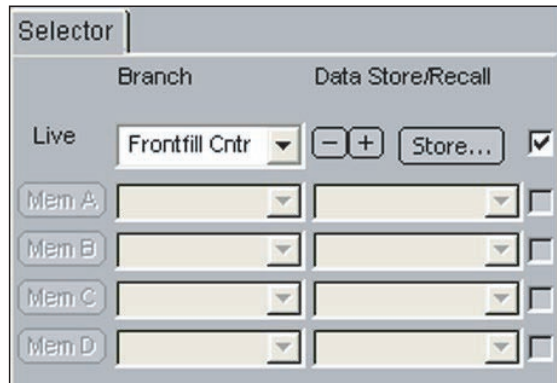 Selector
Branch Data Store/Recall
Live Frontfill Cntr - + Store...
Mem A
Mem B
Mem C
Mem D